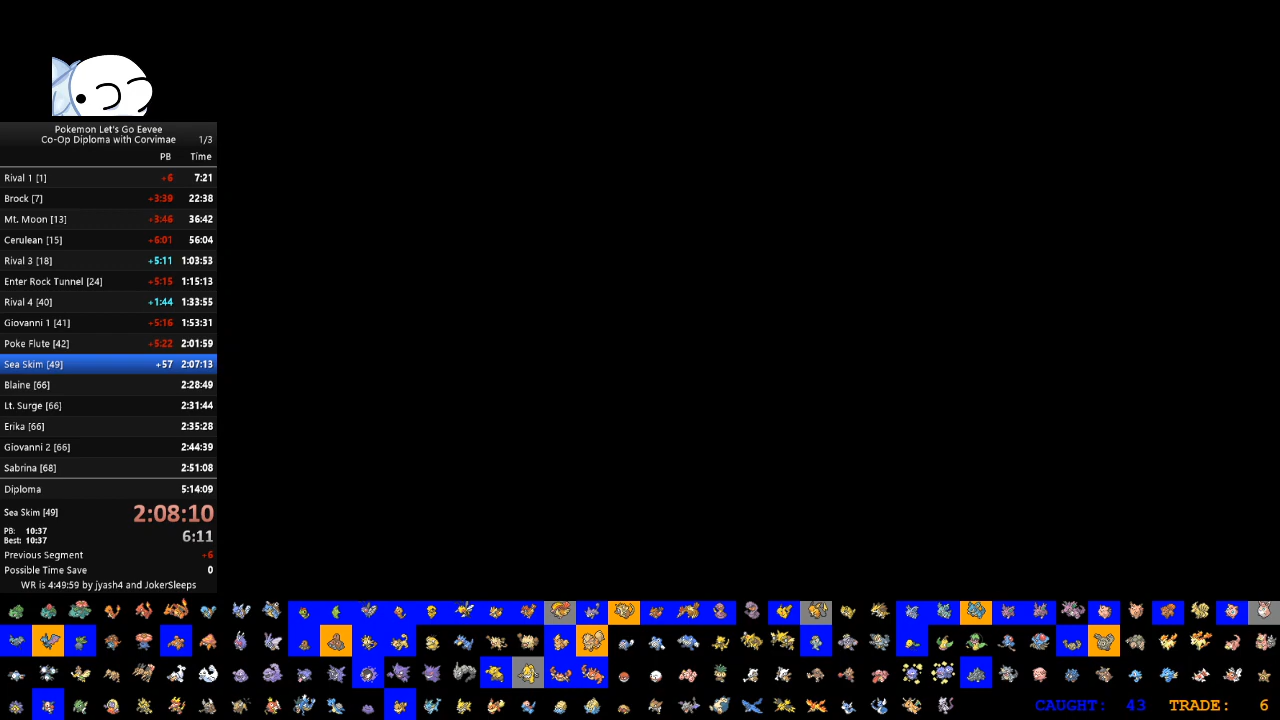 Pokemon Let's Go Eevee
Co-Op Diploma with Corvimae 1/3
PB Time
Rival 1 [1] +6 7:21
Brock [7] +3:39 22:38
Mt. Moon [13] +3:46 36:42
Cerulean [15] +6:01 56:04
Rival 3 [18] +5:11 1:03:53
Enter Rock Tunnel [24] +5:15 1:15:13
Rival 4 [40] +1:44 1:33:55
Giovanni 1 [41] +5:16 1:53:31
Poke Flute [42] +5:22 2:01:59
Sea Skim [49] +57 2:07:13
Blaine [66] 2:28:49
Lt. Surge [66] 2:31:44
Erika [66] 2:35:28
Giovanni 2 [66] 2:44:39
Sabrina [68] 2:51:08
Diploma 5:14:09
Sea Skim [49] 2:08:10
PB: 10:37 6:11
Best: 10:37
Previous Segment +6
Possible Time Save 0
WR is 4:49:59 by jyash4 and JokerSleeps
CAUGHT: 43 TRADE: 6